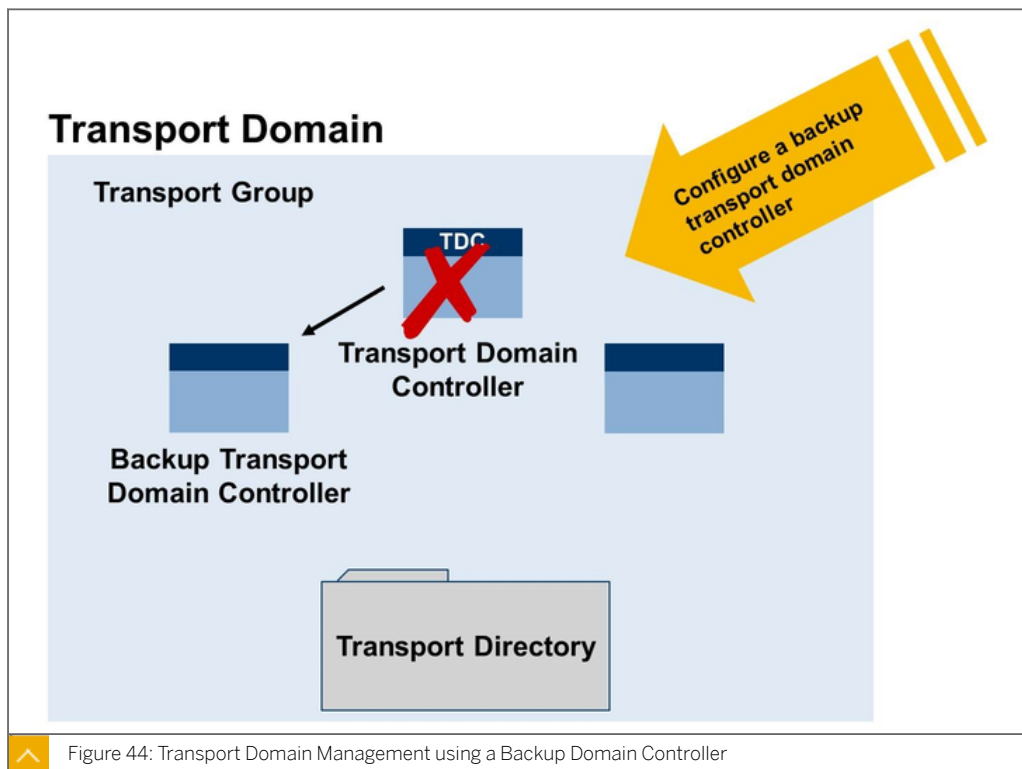 Transport Domain
Transport Group
Configure a backup
transport domain
controller
TDC
Transport Domain
Controller
Backup Transport
Domain Controller
Transport Directory
Figure 44: Transport Domain Management using a Backup Domain Controller